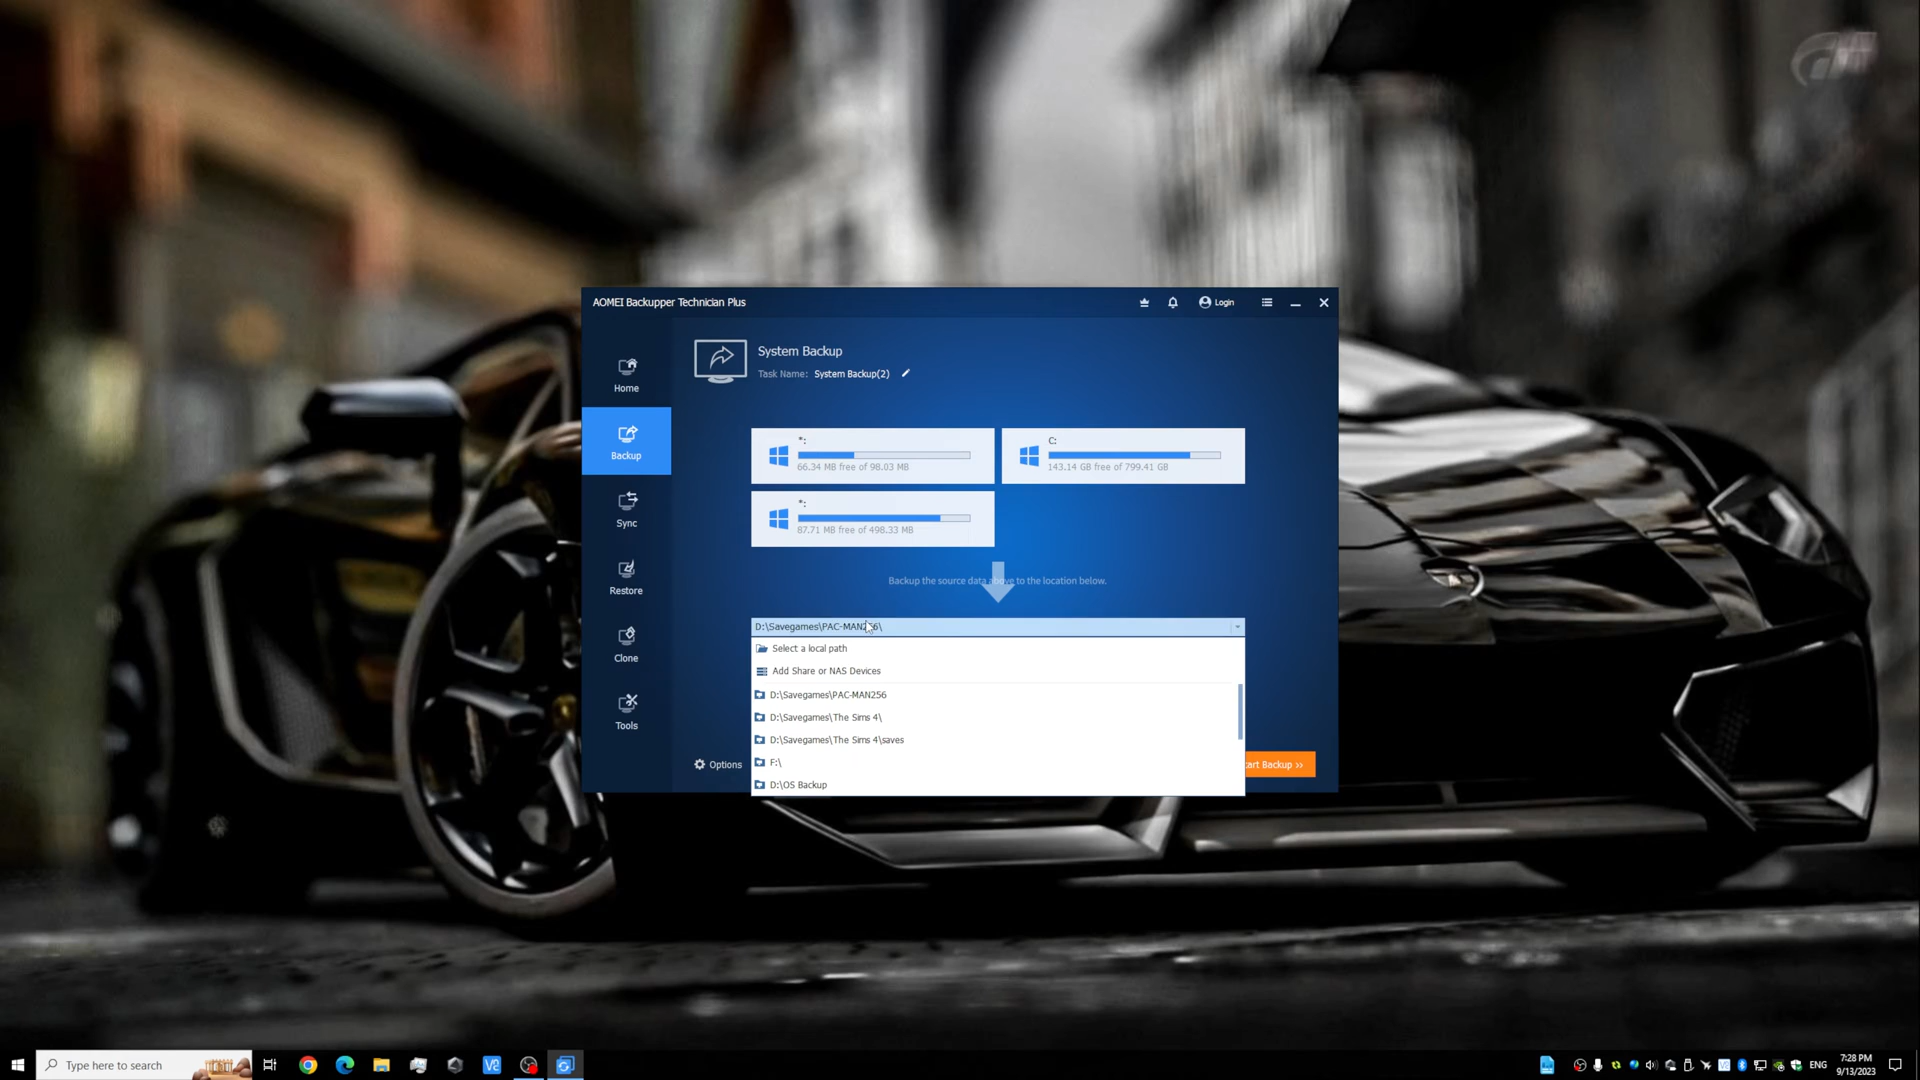 AOMEI Backupper Technician Plus
Login
System Backup
Task Name: System Backup(2)
Home
Backup
Sync
Restore
Clone
Tools
*:
66.34 MB free of 98.03 MB
C:
143.14 GB free of 799.41 GB
*:
87.71 MB free of 498.33 MB
Backup the source data above to the location below.
D:\Savegames\PAC-MAN256\
Select a local path
Add Share or NAS Devices
D:\Savegames\PAC-MAN256
D:\Savegames\The Sims 4\
D:\Savegames\The Sims 4\saves
F:\
D:\OS Backup
Options
art Backup >>
Type here to search
ENG
7:28 PM
9/13/2023